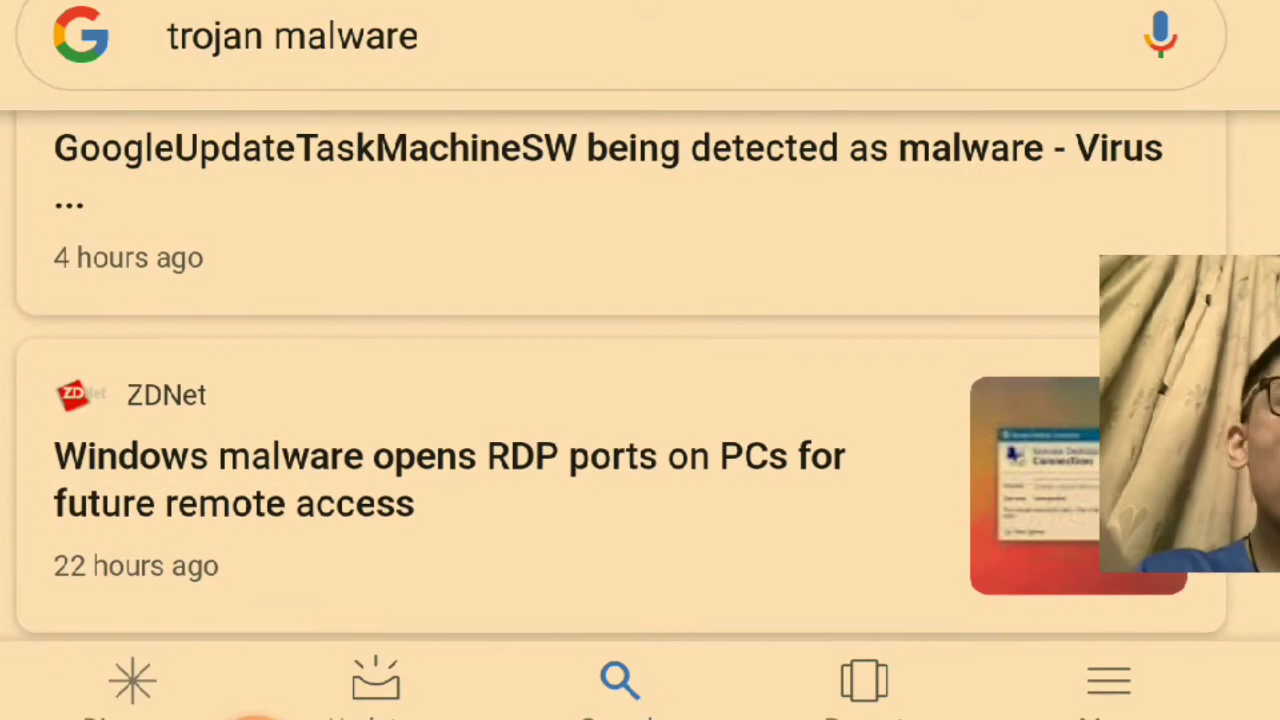 trojan malware
GoogleUpdateTaskMachineSW being detected as malware - Virus
...
4 hours ago
ZDNet
ZDNet
Windows malware opens RDP ports on PCs for
future remote access
22 hours ago